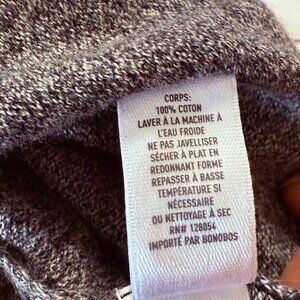 CORPS:
100% COTON
LAVER À LA MACHINE À
L'EAU FROIDE
NE PAS JAVELLISER
SÉCHER À PLAT EN
REDONNANT FORME
REPASSER À BASSE
TEMPÉRATURE SI
NÉCESSAIRE
OU NETTOYAGE À SEC
RN# 128054
IMPORTÉ PAR BONOBOS